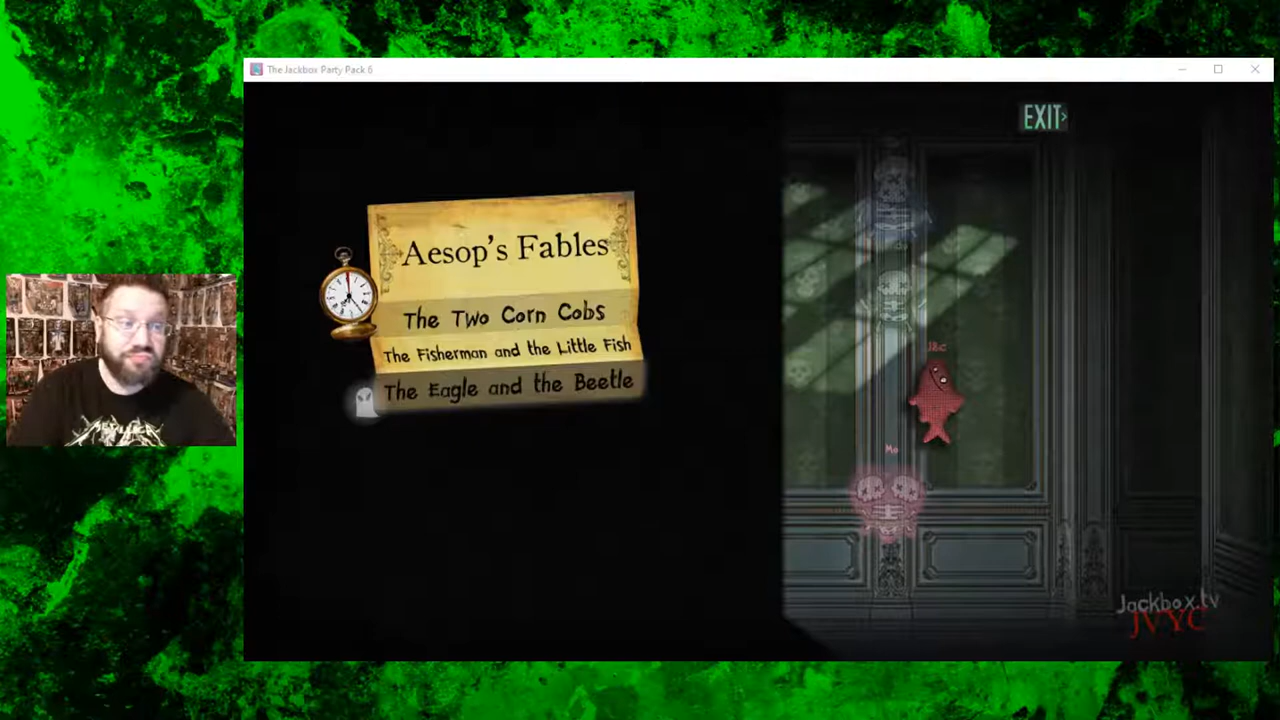 The Jackbox Party Pack 6
EXIT>
Aesop's Fables
The Two Corn Cobs
The Fisherman and the Little Fish
The Eagle and the Beetle
J&c
Mo
Jackbox.tv
JVYC